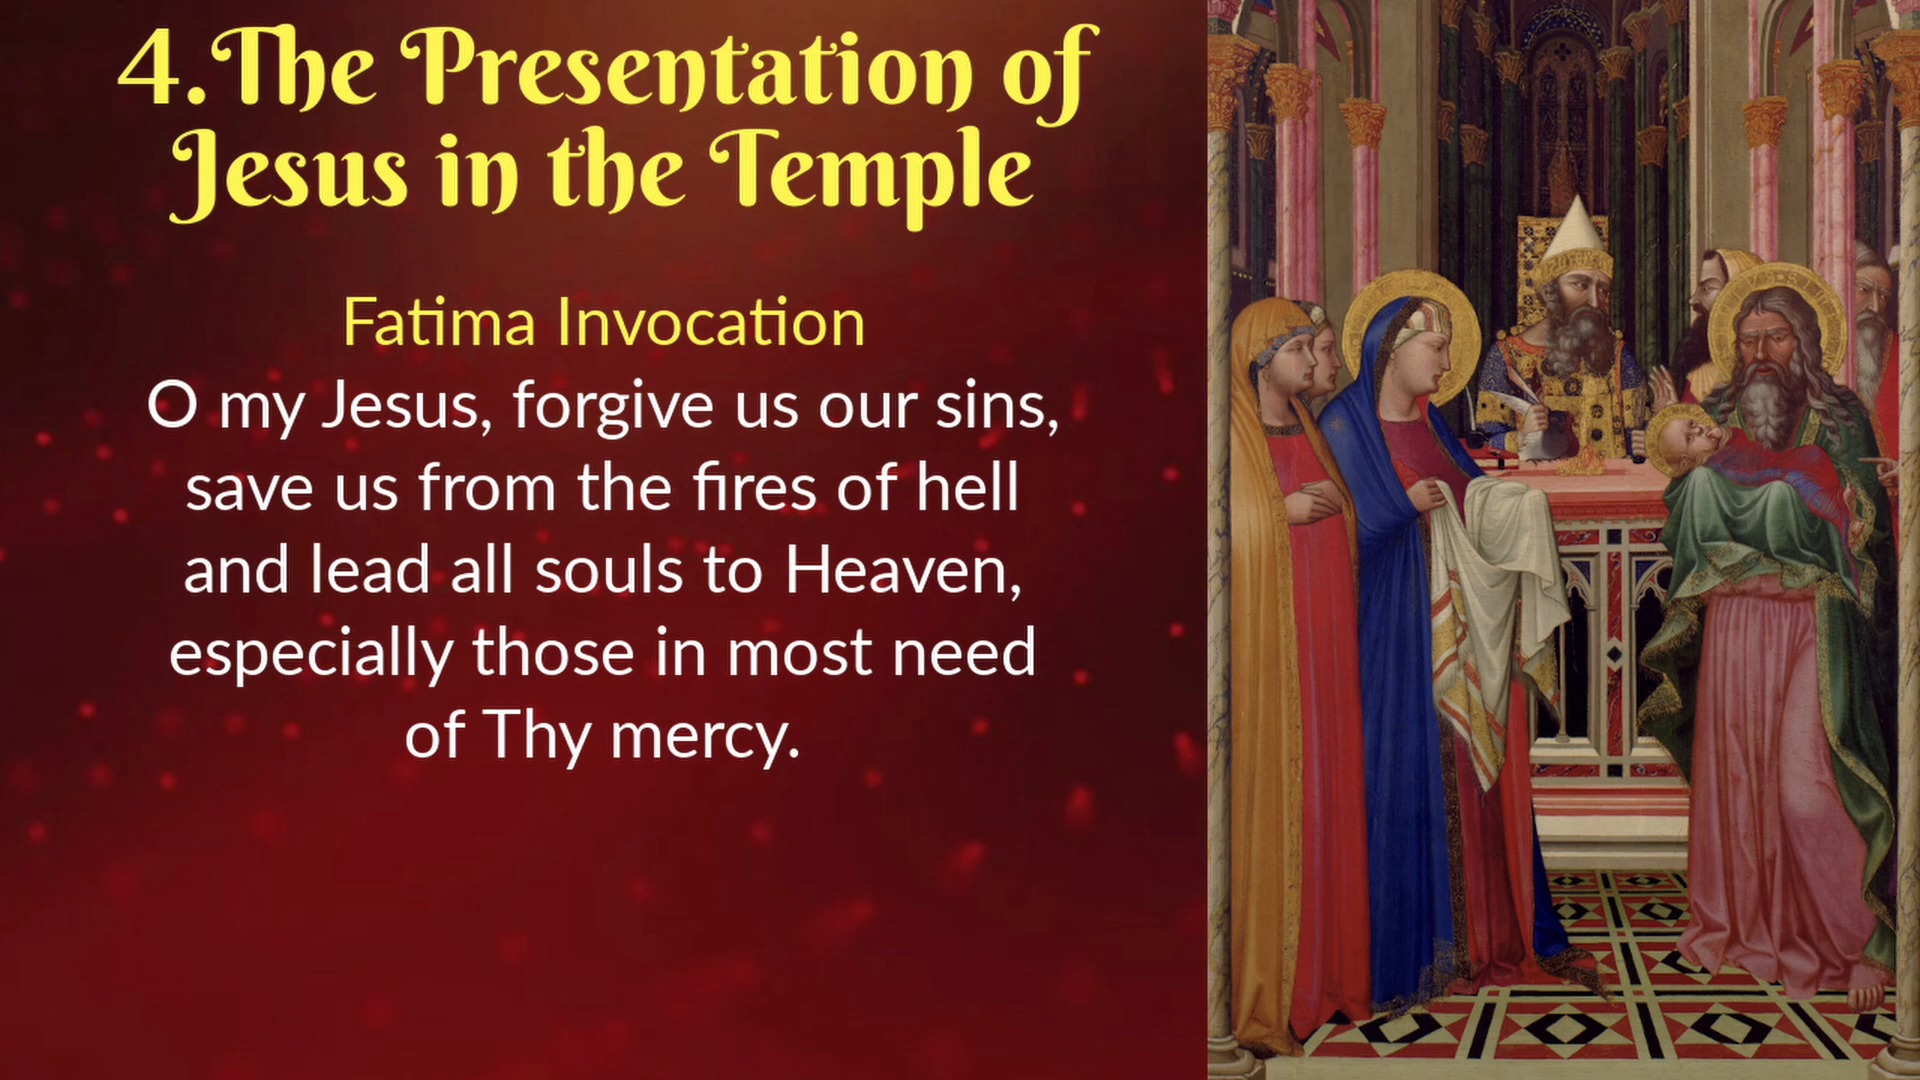 4.The Presentation of
Jesus in the Temple
Fatima Invocation
O my Jesus, forgive us our sins,
save us from the fires of hell
and lead all souls to Heaven,
especially those in most need
of Thy mercy.